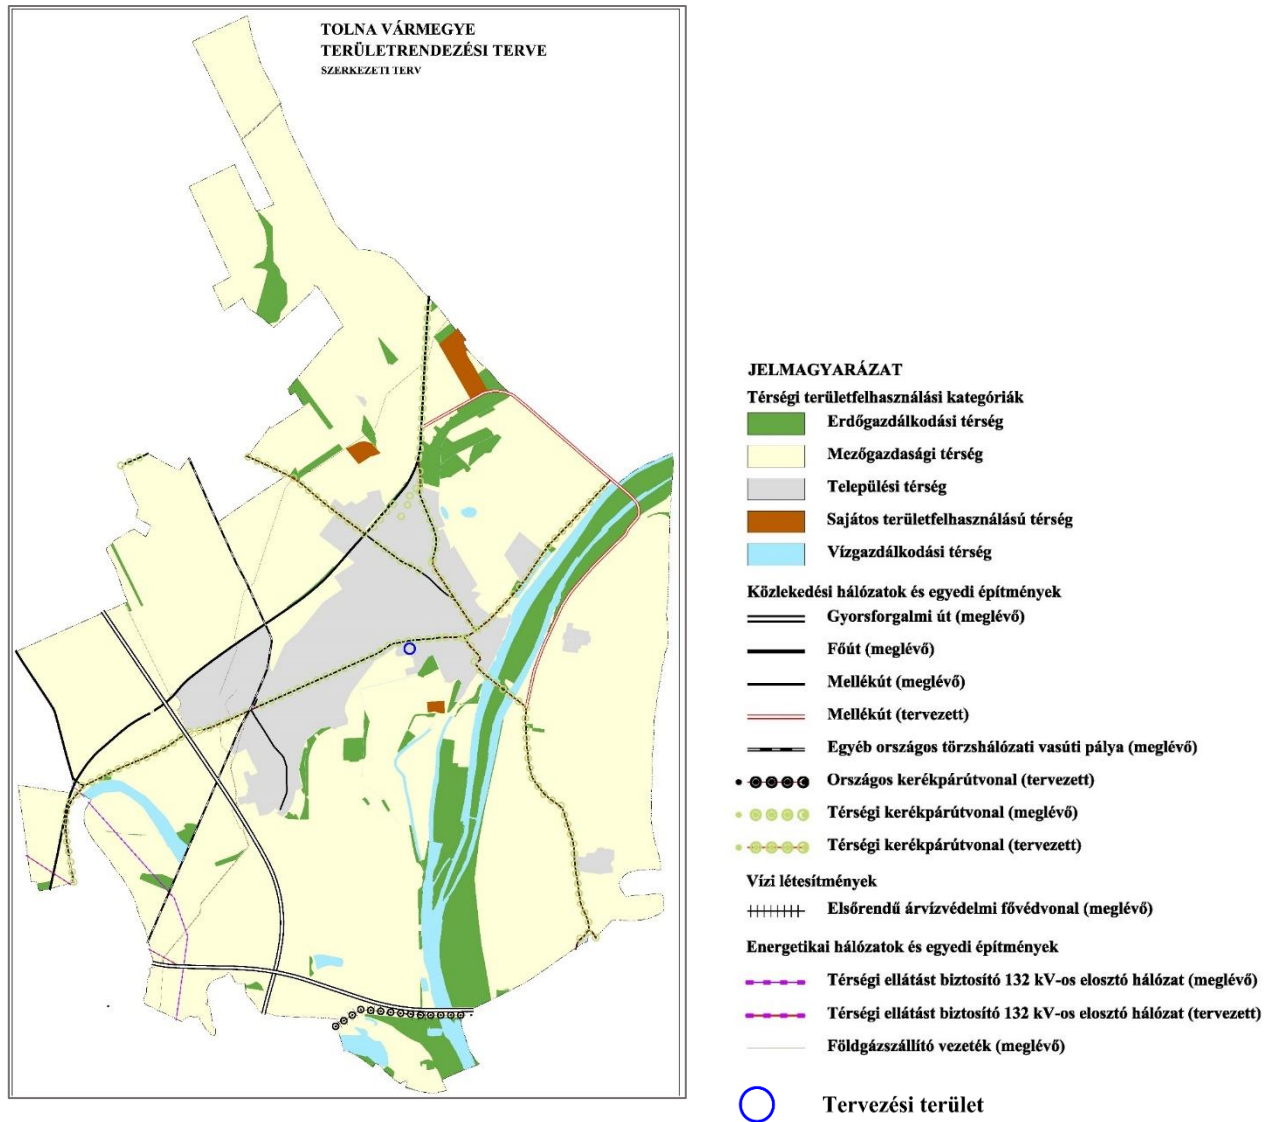 TOLNA VÁRMEGYE
TERÜLETRENDEZÉSI TERVE
SZERKEZETI TERV
JELMAGYARÁZAT
Térségi területfelhasználási kategóriák
Erdőgazdálkodási térség
Mezőgazdasági térség
Települési térség
Sajátos területfelhasználású térség
Vízgazdálkodási térség
Közlekedési hálózatok és egyedi építmények
Gyorsforgalmi út (meglévő)
Főút (meglévő)
Mellékút (meglévő)
Mellékút (tervezett)
Egyéb országos törzshálózati vasúti pálya (meglévő)
Országos kerékpárútvonal (tervezett)
Térségi kerékpárútvonal (meglévő)
Térségi kerékpárútvonal (tervezett)
Vízi létesítmények
Elsőrendű árvízvédelmi fővédvonal (meglévő)
Energetikai hálózatok és egyedi építmények
Térségi ellátást biztosító 132 kV-os elosztó hálózat (meglévő)
Térségi ellátást biztosító 132 kV-os elosztó hálózat (tervezett)
Földgázszállító vezeték (meglévő)
Tervezési terület